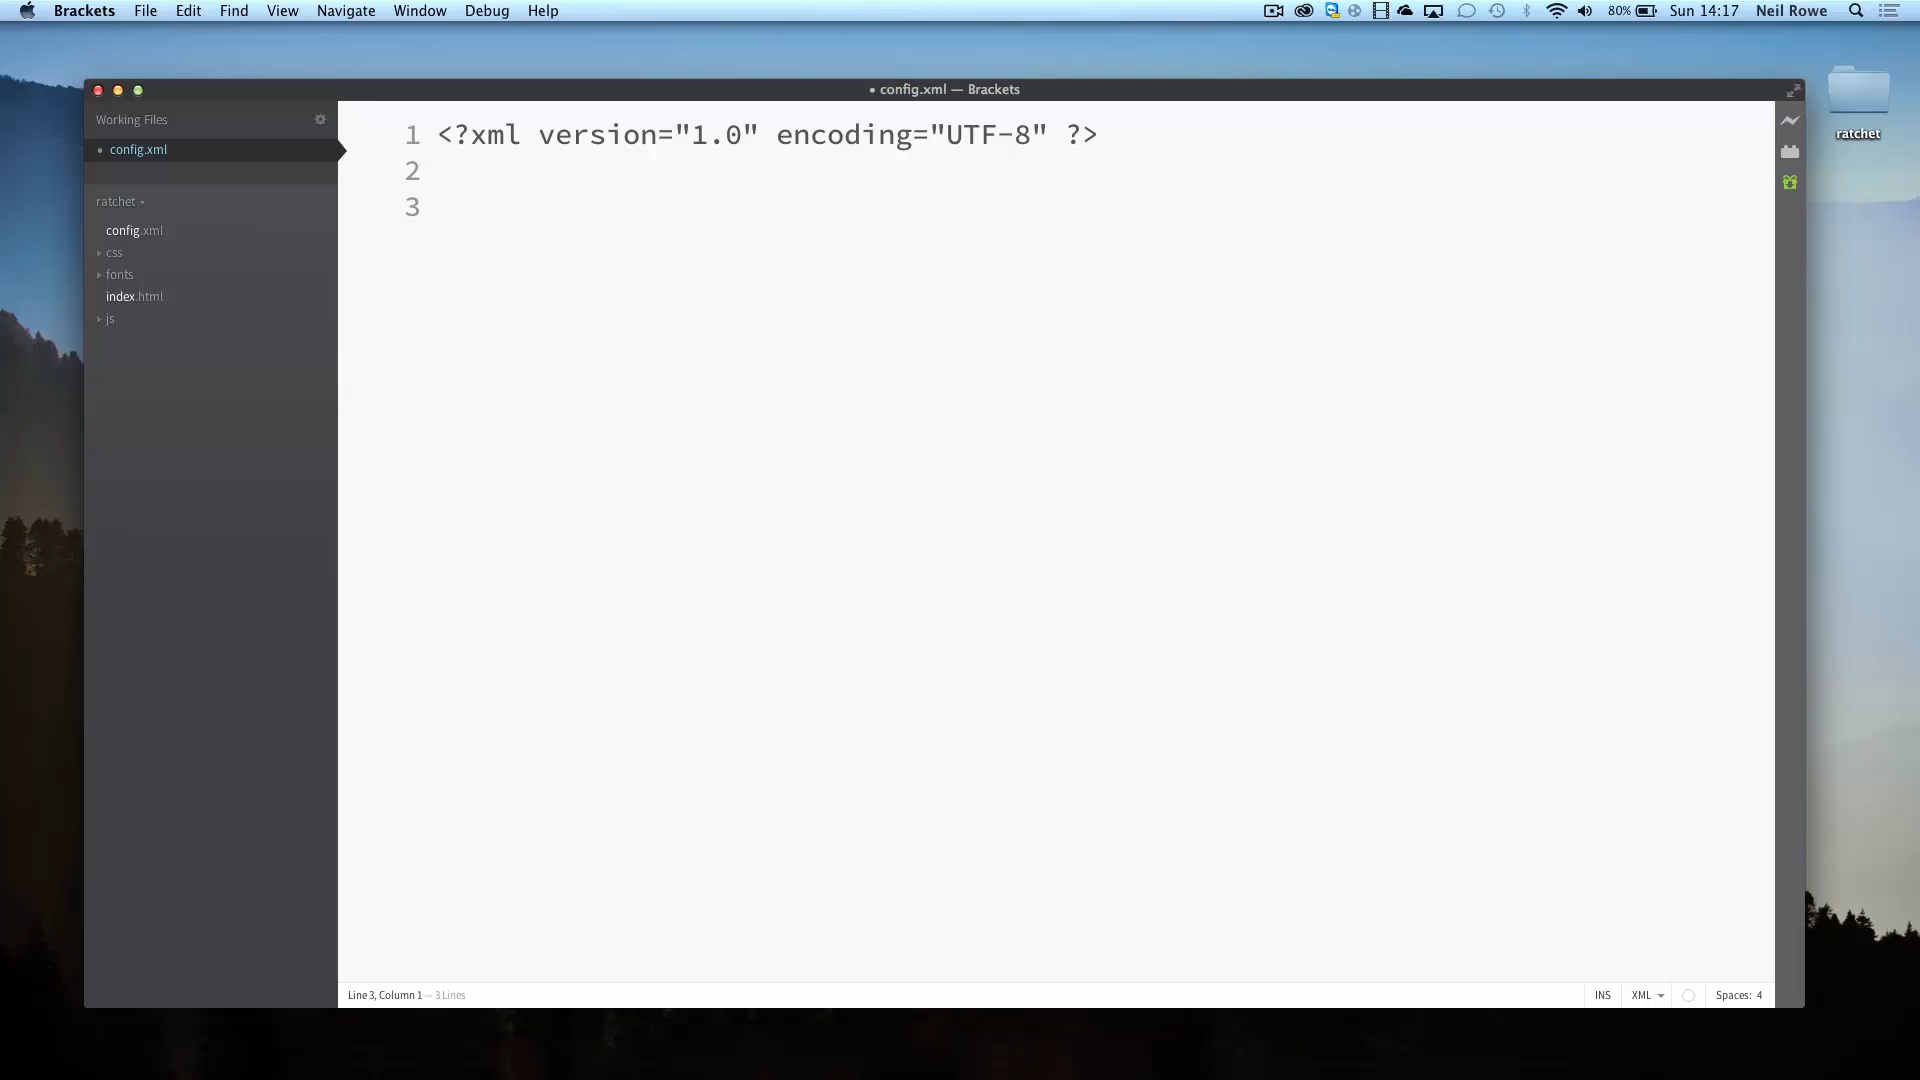 Brackets File Edit Find View Navigate Window Debug Help 80% Sun 14:17 Neil Rowe
• config.xml — Brackets
Working Files
• config.xml
ratchet
config.xml
css
fonts
index.html
js
1 <?xml version="1.0" encoding="UTF-8" ?>
2
3
ratchet
Line 3, Column 1 — 3 Lines INS XML Spaces: 4